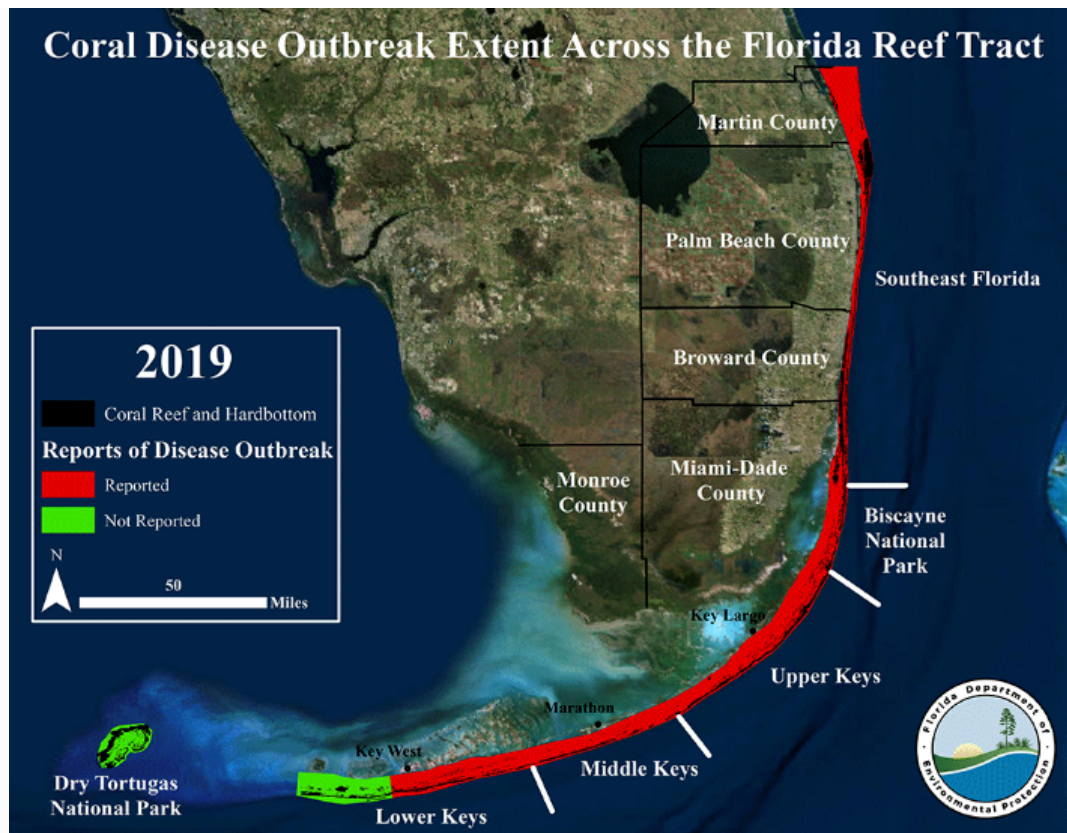 Coral Disease Outbreak Extent Across the Florida Reef Tract
Martin County
Palm Beach County
Southeast Florida
Broward County
Miami-Dade
County
Monroe
County
2019
Coral Reef and Hardbottom
Reports of Disease Outbreak
Reported
Not Reported
N
50
Miles
Biscayne
National
Park
Key Largo
Upper Keys
Marathon
Middle Keys
Key West
Lower Keys
Dry Tortugas
National Park
Florida Department of
Environmental Protection